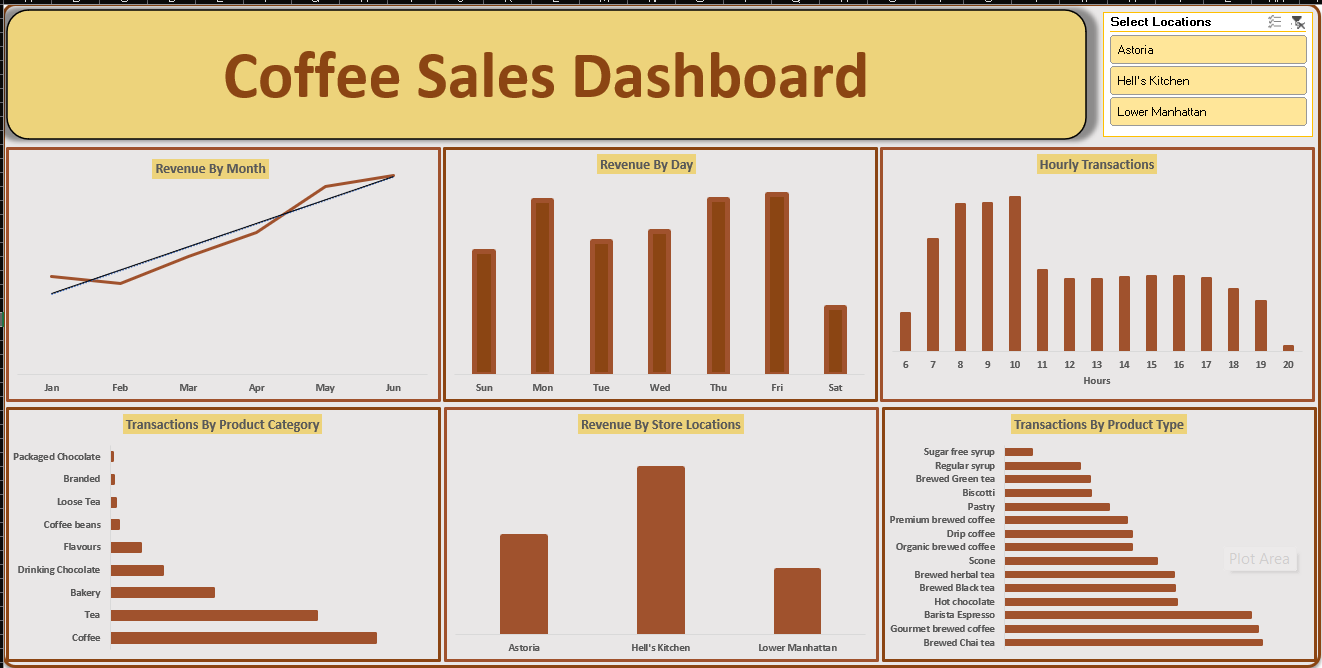 Coffee Sales Dashboard
Select Locations
Astoria
Hell's Kitchen
Lower Manhattan
Revenue By Month
Jan Feb Mar Apr May Jun
Revenue By Day
Sun Mon Tue Wed Thu Fri Sat
Hourly Transactions
6 7 8 9 10 11 12 13 14 15 16 17 18 19 20
Hours
Transactions By Product Category
Packaged Chocolate
Branded
Loose Tea
Coffee beans
Flavours
Drinking Chocolate
Bakery
Tea
Coffee
Revenue By Store Locations
Astoria Hell's Kitchen Lower Manhattan
Transactions By Product Type
Sugar free syrup
Regular syrup
Brewed Green tea
Biscotti
Pastry
Premium brewed coffee
Drip coffee
Organic brewed coffee
Scone
Brewed herbal tea
Brewed Black tea
Hot chocolate
Barista Espresso
Gourmet brewed coffee
Brewed Chai tea
Plot Area